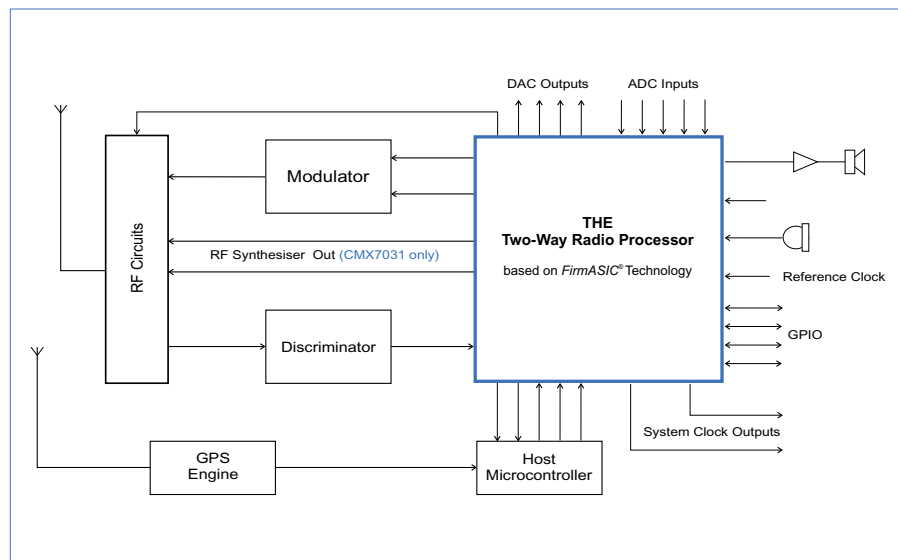 DAC Outputs
ADC Inputs
Modulator
THE
Two-Way Radio Processor
based on FirmASIC® Technology
RF Circuits
RF Synthesiser Out (CMX7031 only)
Reference Clock
Discriminator
GPIO
System Clock Outputs
GPS
Engine
Host
Microcontroller